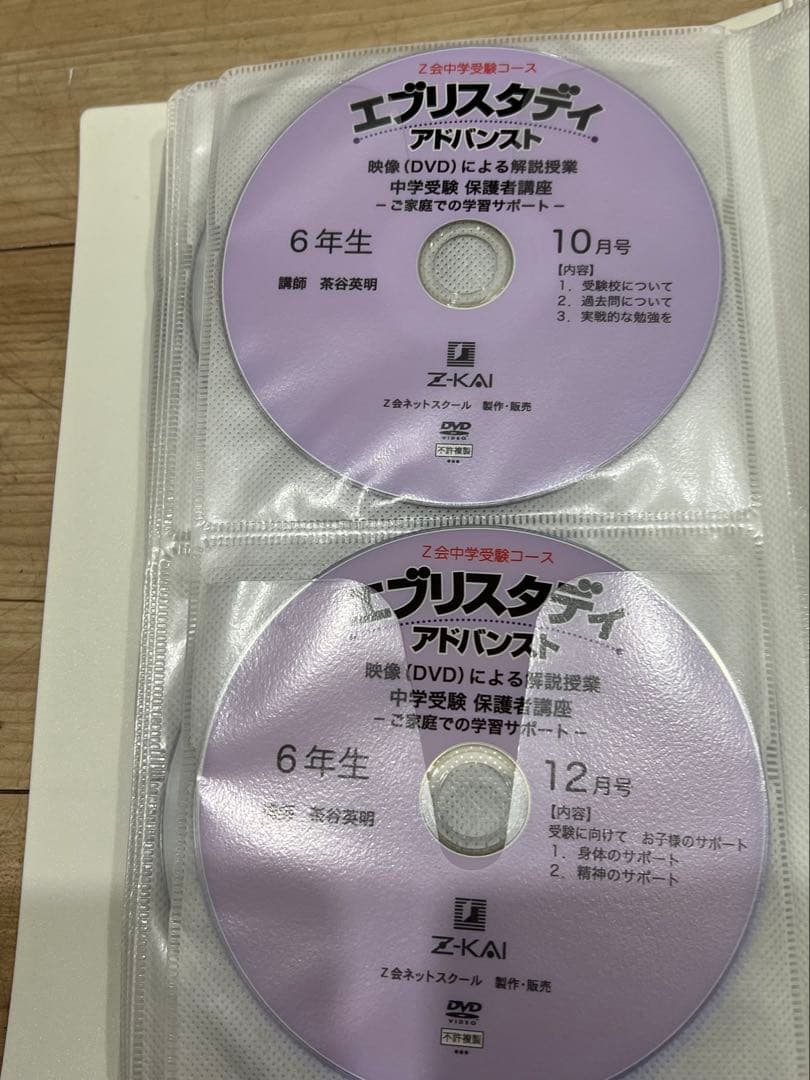 Z会中学受験コース
エブリスタディ
アドバンスト
映像(DVD)による解説授業
中学受験 保護者講座
－ご家庭での学習サポート－
6年生
10月号
講師 茶谷英明
【内容】
1．受験校について
2．過去問について
3．実戦的な勉強を
Z-KAI
Z会ネットスクール 製作・販売
DVD
VIDEO
不許複製
Z会中学受験コース
エブリスタディ
アドバンスト
映像(DVD)による解説授業
中学受験 保護者講座
－ご家庭での学習サポート－
6年生
12月号
講師 茶谷英明
【内容】
受験に向けて お子様のサポート
1．身体のサポート
2．精神のサポート
Z-KAI
Z会ネットスクール 製作・販売
DVD
VIDEO
不許複製